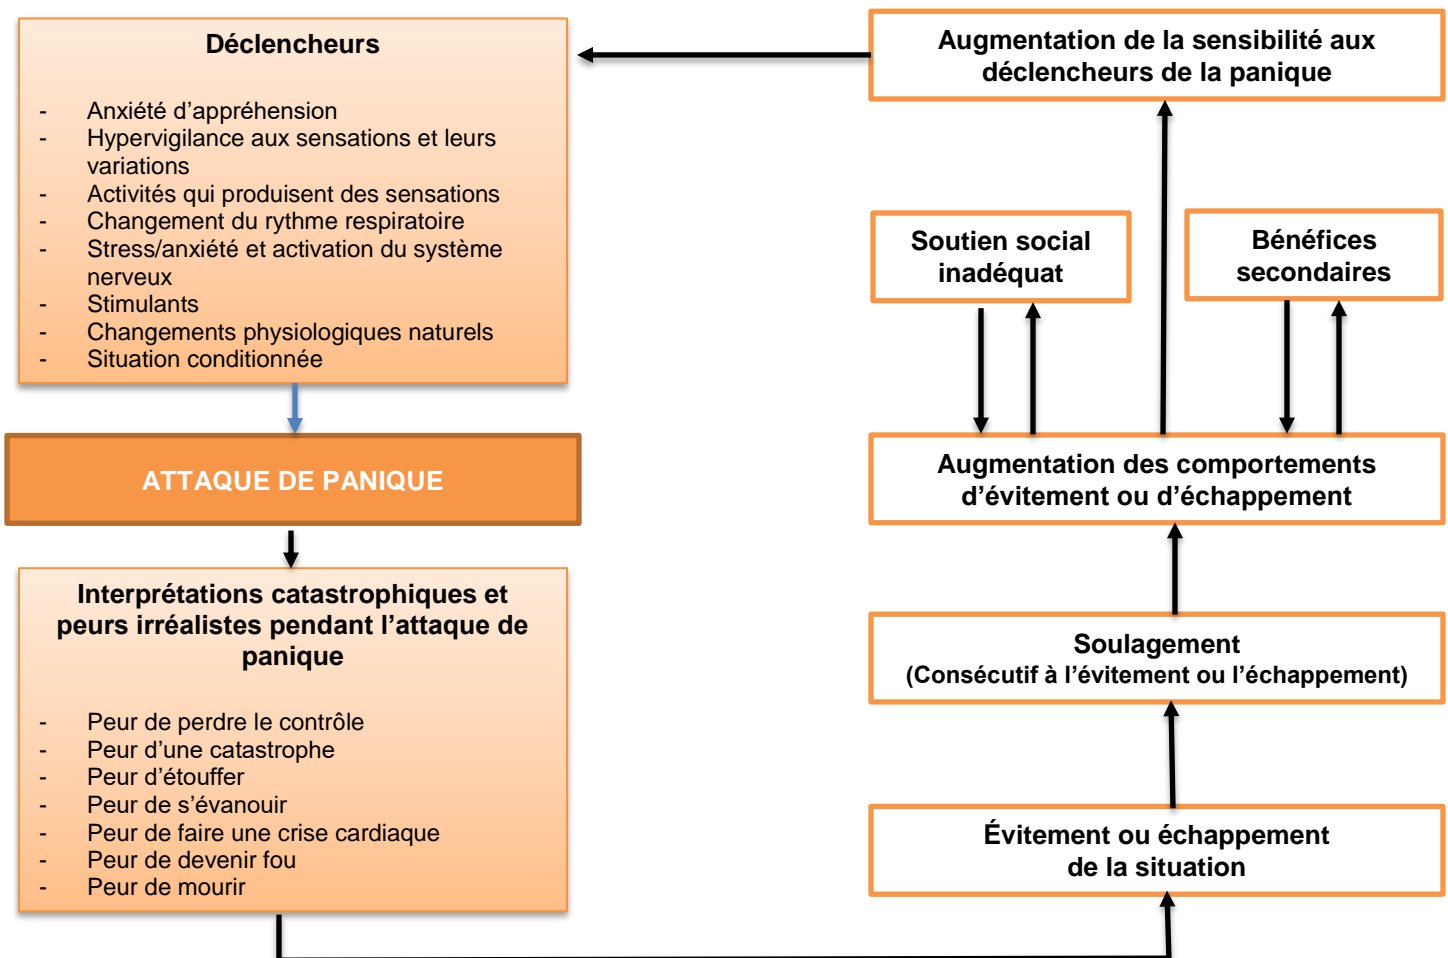 Déclencheurs
- Anxiété d’appréhension
- Hypervigilance aux sensations et leurs
variations
- Activités qui produisent des sensations
- Changement du rythme respiratoire
- Stress/anxiété et activation du système
nerveux
- Stimulants
- Changements physiologiques naturels
- Situation conditionnée
ATTAQUE DE PANIQUE
Interprétations catastrophiques et
peurs irréalistes pendant l’attaque de
panique
- Peur de perdre le contrôle
- Peur d’une catastrophe
- Peur d’étouffer
- Peur de s’évanouir
- Peur de faire une crise cardiaque
- Peur de devenir fou
- Peur de mourir
Augmentation de la sensibilité aux
déclencheurs de la panique
Soutien social
inadéquat
Bénéfices
secondaires
Augmentation des comportements
d’évitement ou d’échappement
Soulagement
(Consécutif à l’évitement ou l’échappement)
Évitement ou échappement
de la situation